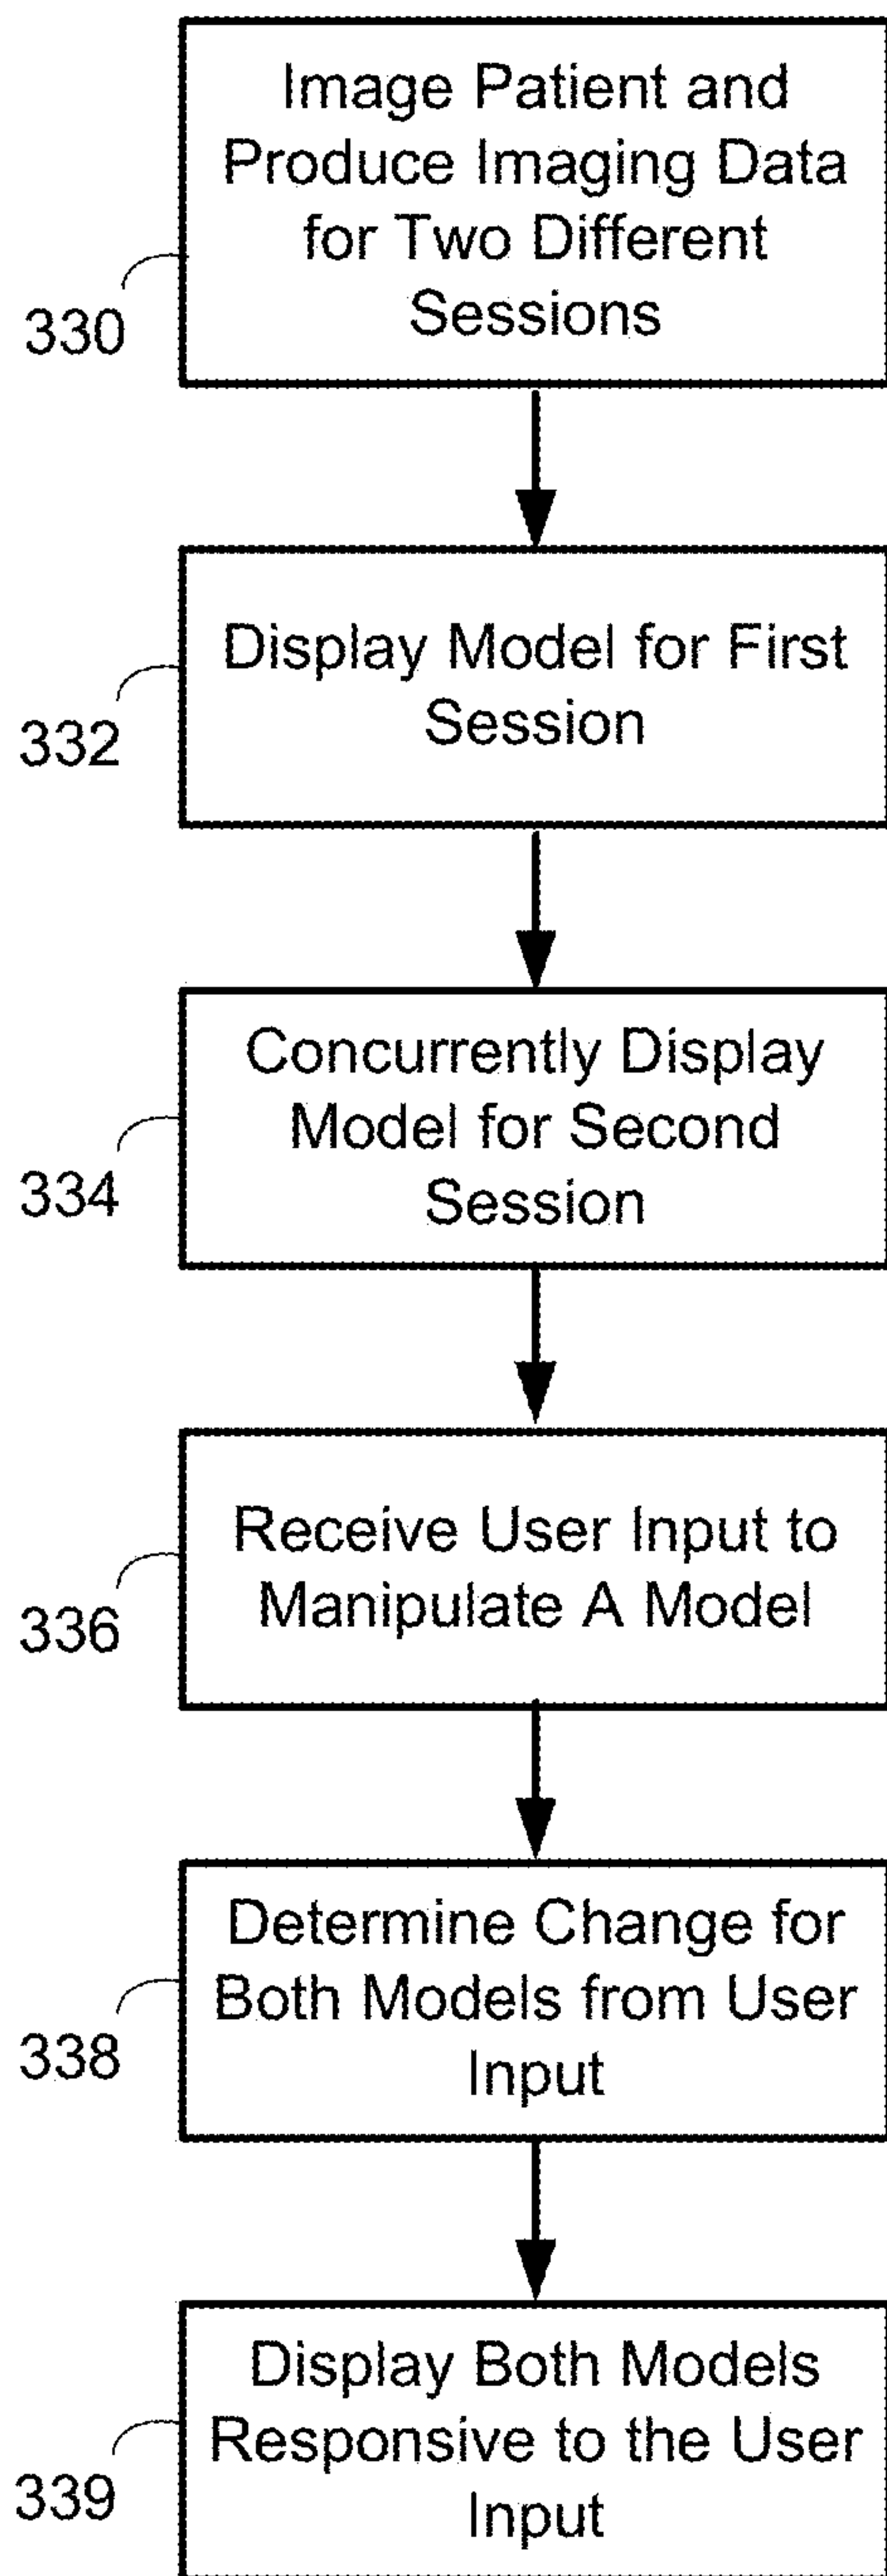 Image Patient and
Produce Imaging Data
for Two Different
Sessions
330
Display Model for First
Session
332
Concurrently Display
Model for Second
Session
334
Receive User Input to
Manipulate A Model
336
Determine Change for
Both Models from User
Input
338
Display Both Models
Responsive to the User
Input
339